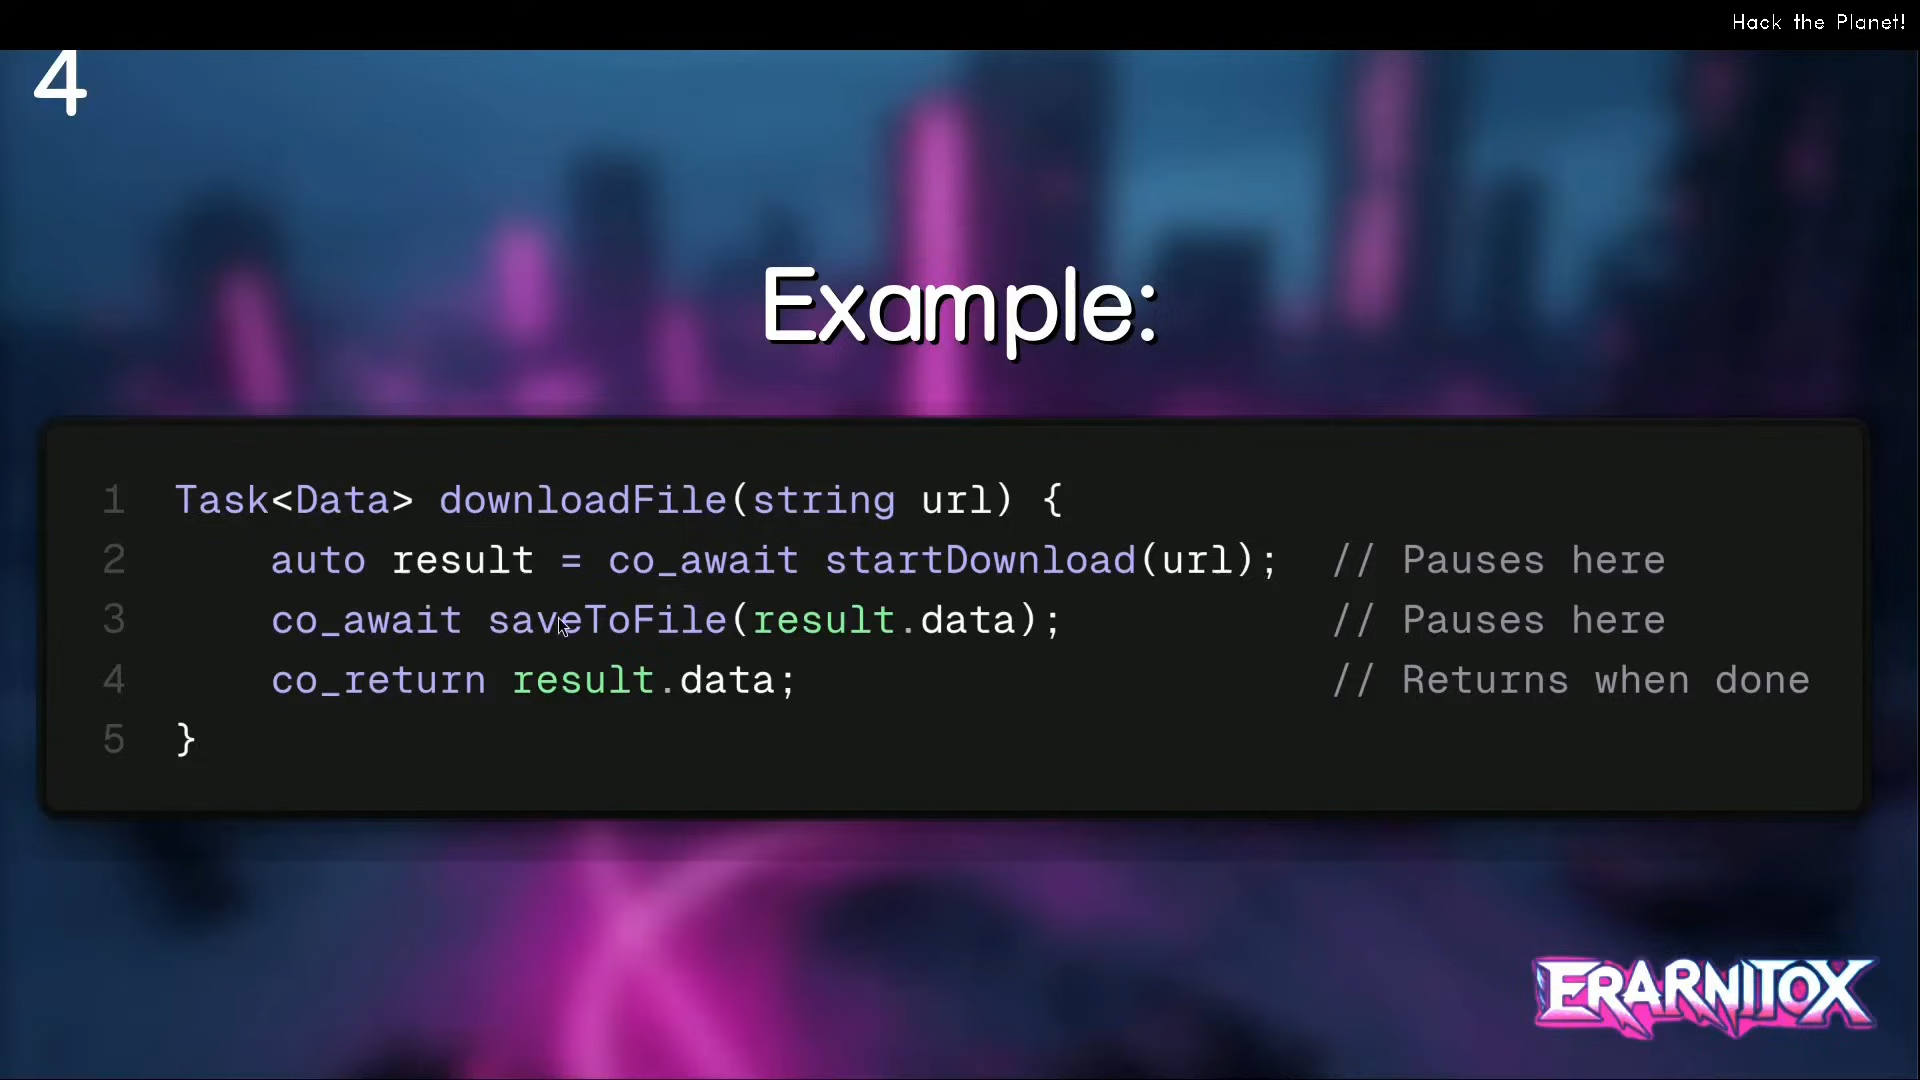 Hack the Planet!
4
Example:
1 Task<Data> downloadFile(string url) {
2     auto result = co_await startDownload(url);  // Pauses here
3     co_await saveToFile(result.data);           // Pauses here
4     co_return result.data;                      // Returns when done
5 }
ERARNITOX